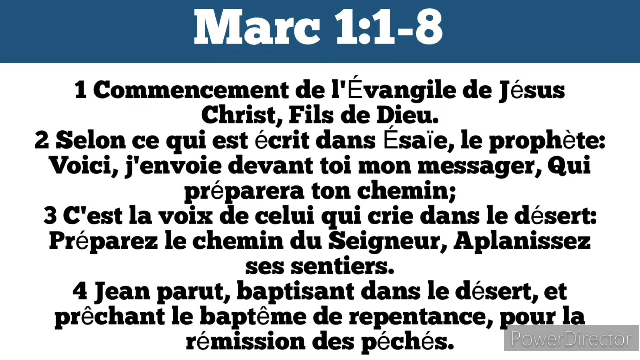 Marc 1:1-8
1 Commencement de l'Évangile de Jésus
Christ, Fils de Dieu.
2 Selon ce qui est écrit dans Ésaïe, le prophète:
Voici, j'envoie devant toi mon messager, Qui
préparera ton chemin;
3 C'est la voix de celui qui crie dans le désert:
Préparez le chemin du Seigneur, Aplanissez
ses sentiers.
4 Jean parut, baptisant dans le désert, et
prêchant le baptême de repentance, pour la
rémission des péchés.
PowerDirector